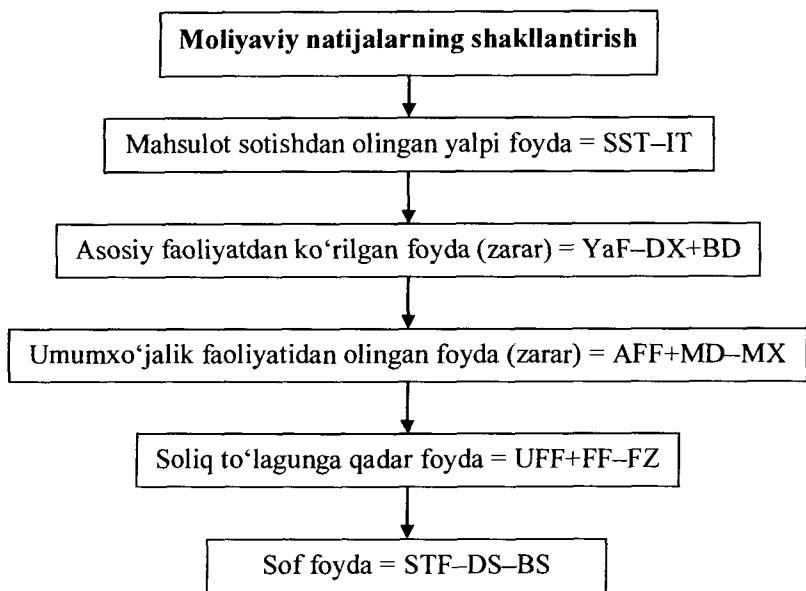 Moliyaviy natijalarning shakllantirish
Mahsulot sotishdan olingan yalpi foyda = SST–IT
Asosiy faoliyatdan ko‘rilgan foyda (zarar) = YaF–DX+BD
Umumxo‘jalik faoliyatidan olingan foyda (zarar) = AFF+MD–MX
Soliq to‘lagunga qadar foyda = UFF+FF–FZ
Sof foyda = STF–DS–BS